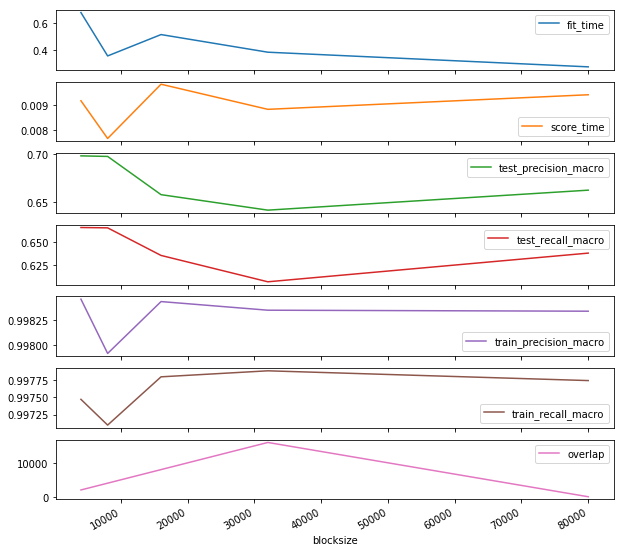 0.6
0.4
fit_time
0.009
0.008
score_time
0.70
0.65
test_precision_macro
0.650
0.625
test_recall_macro
0.99825
0.99800
train_precision_macro
0.99775
0.99750
0.99725
train_recall_macro
10000
0
overlap
10000 20000 30000 40000 50000 60000 70000 80000
blocksize